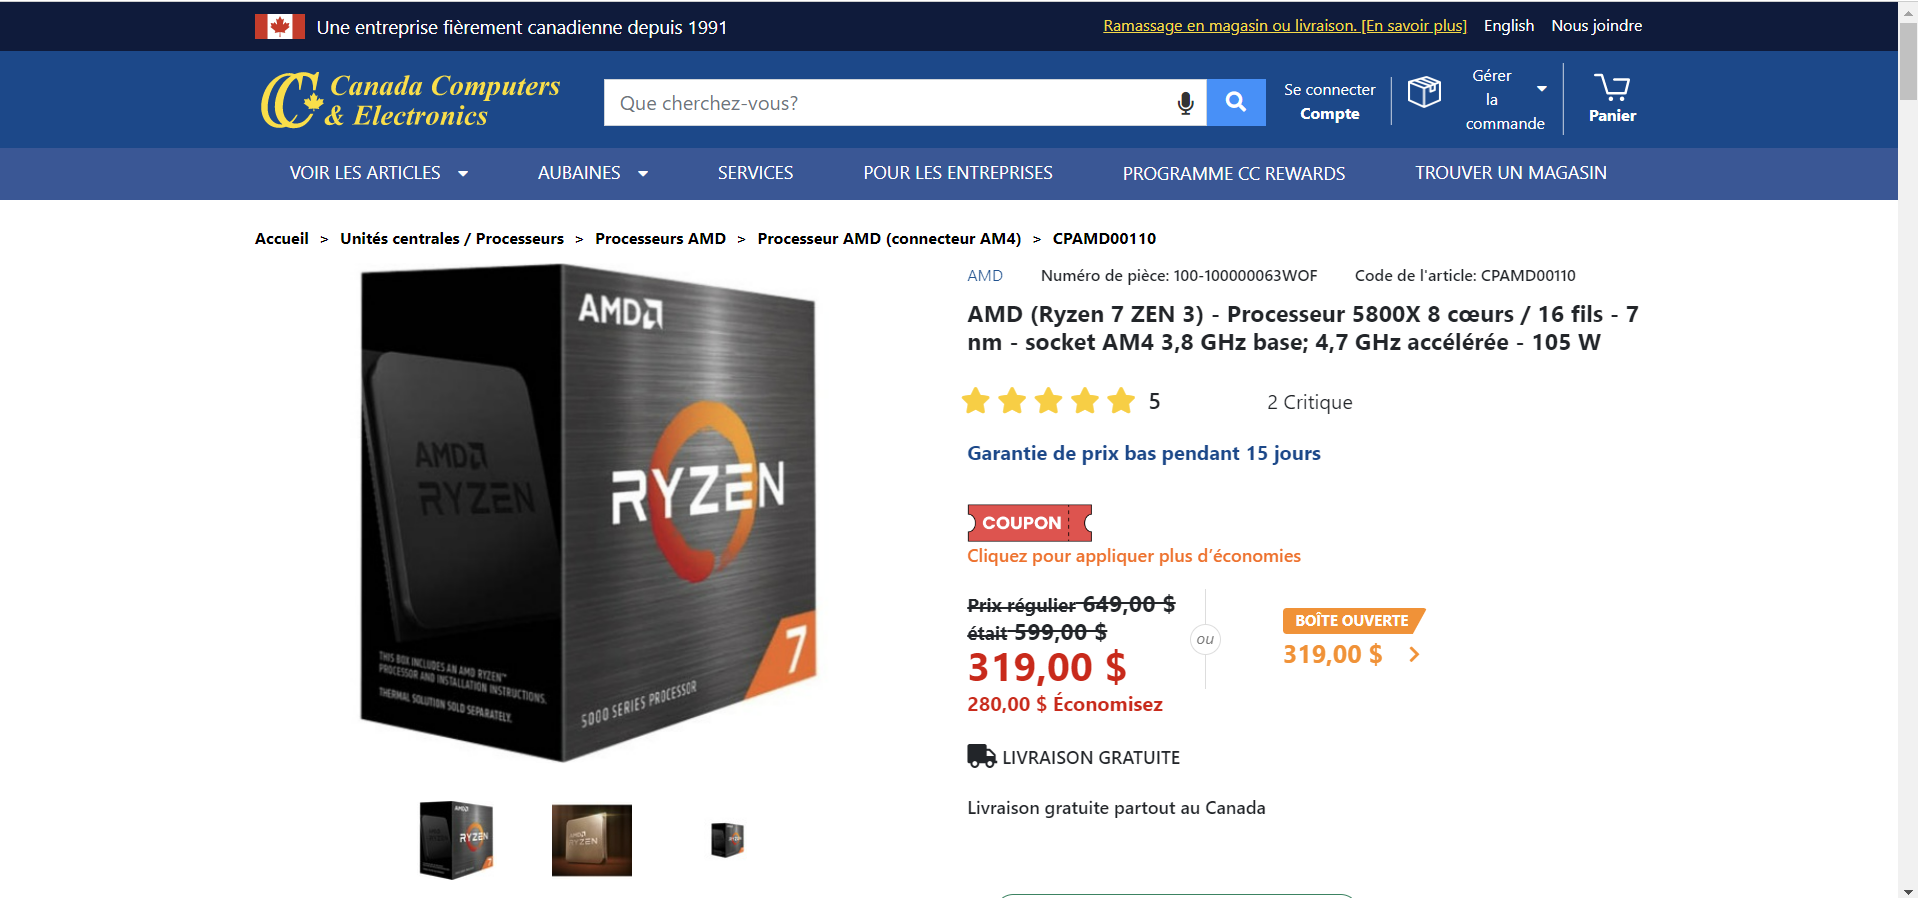 Une entreprise fièrement canadienne depuis 1991
Ramassage en magasin ou livraison. [En savoir plus]
English
Nous joindre
Canada Computers
& Electronics
Que cherchez-vous?
Se connecter
Compte
Gérer
la
commande
Panier
VOIR LES ARTICLES
AUBAINES
SERVICES
POUR LES ENTREPRISES
PROGRAMME CC REWARDS
TROUVER UN MAGASIN
Accueil > Unités centrales / Processeurs > Processeurs AMD > Processeur AMD (connecteur AM4) > CPAMD00110
AMD
AMD
RYZEN
RYZEN
7
THIS BOX INCLUDES AN AMD RYZEN™
PROCESSOR AND INSTALLATION INSTRUCTIONS.
THERMAL SOLUTION SOLD SEPARATELY.
5000 SERIES PROCESSOR
AMD
Numéro de pièce: 100-100000063WOF
Code de l'article: CPAMD00110
AMD (Ryzen 7 ZEN 3) - Processeur 5800X 8 cœurs / 16 fils - 7
nm - socket AM4 3,8 GHz base; 4,7 GHz accélérée - 105 W
5
2 Critique
Garantie de prix bas pendant 15 jours
COUPON
Cliquez pour appliquer plus d’économies
Prix régulier 649,00 $
était 599,00 $
319,00 $
280,00 $ Économisez
ou
BOÎTE OUVERTE
319,00 $
LIVRAISON GRATUITE
Livraison gratuite partout au Canada
AMD
RYZEN
AMD
RYZEN